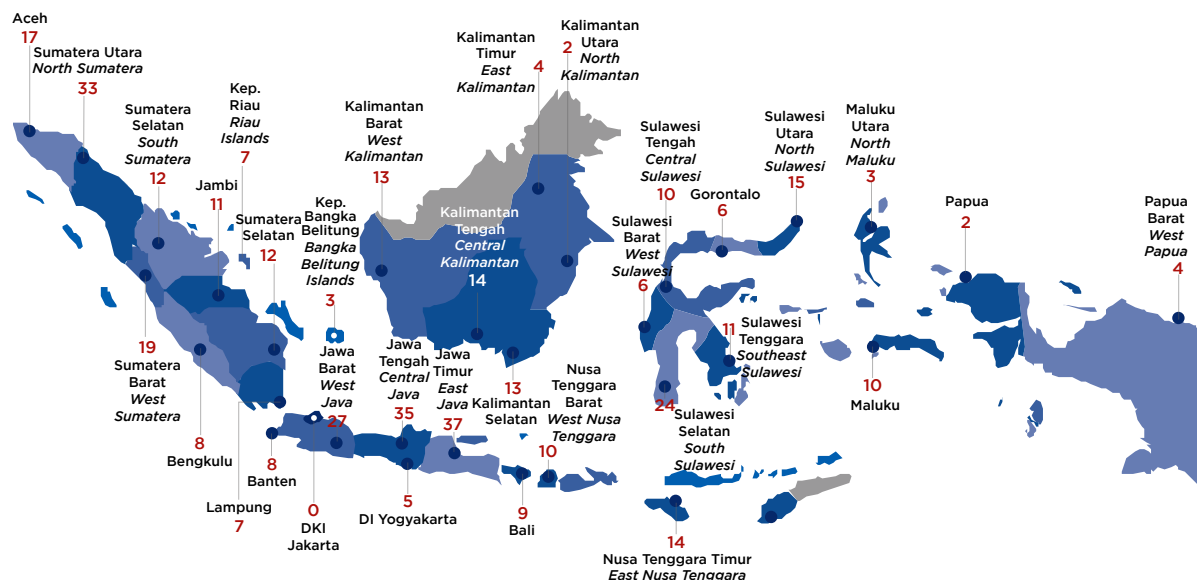 Aceh
17
Sumatera Utara
North Sumatera
33
Sumatera
Selatan
South
Sumatera
12
Kep.
Riau
Riau
Islands
7
Jambi
11
Sumatera
Selatan
12
Kep.
Bangka
Belitung
Bangka
Belitung
Islands
3
Kalimantan
Barat
West
Kalimantan
13
Kalimantan
Timur
East
Kalimantan
4
Kalimantan
Utara
North
Kalimantan
2
Kalimantan
Tengah
Central
Kalimantan
14
Sulawesi
Tengah
Central
Sulawesi
10
Gorontalo
6
Sulawesi
Utara
North
Sulawesi
15
Maluku
Utara
North
Maluku
3
Papua
2
Papua
Barat
West
Papua
4
Sulawesi
Barat
West
Sulawesi
6
11
Sulawesi
Tenggara
Southeast
Sulawesi
19
Sumatera
Barat
West
Sumatera
8
Bengkulu
Lampung
7
8
Banten
0
DKI
Jakarta
Jawa
Barat
West
Java
27
Jawa
Tengah
Central
Java
35
5
DI Yogyakarta
Jawa
Timur
East
Java
37
13
Kalimantan
Selatan
Nusa
Tenggara
Barat
West Nusa
Tenggara
10
9
Bali
24
Sulawesi
Selatan
South
Sulawesi
10
Maluku
14
Nusa Tenggara Timur
East Nusa Tenggara